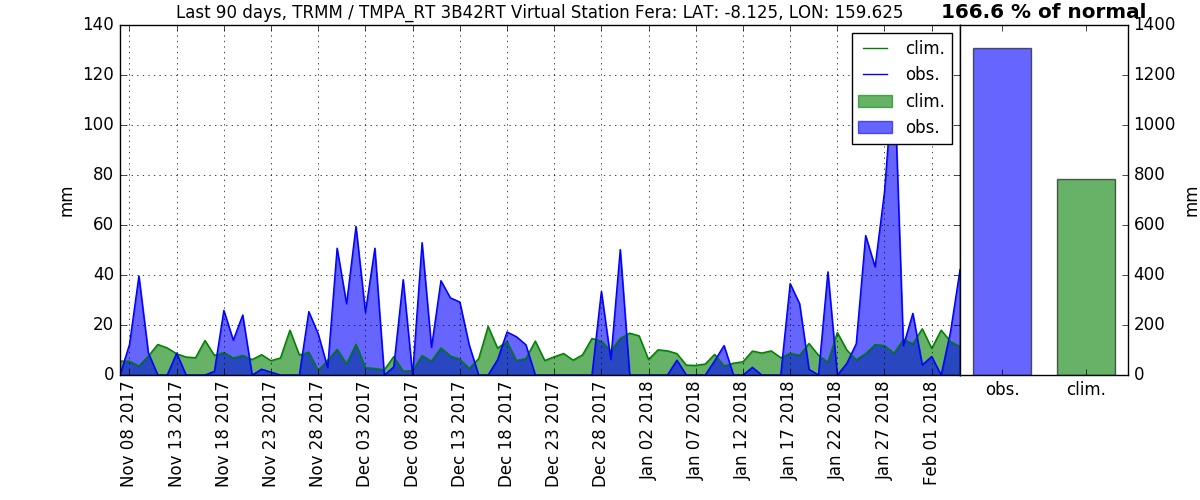 Last 90 days, TRMM / TMPA_RT 3B42RT Virtual Station Fera: LAT: -8.125, LON: 159.625
166.6 % of normal
140
120
100
80
60
40
20
0
mm
clim.
obs.
clim.
obs.
1400
1200
1000
800
600
400
200
0
mm
Nov 08 2017
Nov 13 2017
Nov 18 2017
Nov 23 2017
Nov 28 2017
Dec 03 2017
Dec 08 2017
Dec 13 2017
Dec 18 2017
Dec 23 2017
Dec 28 2017
Jan 02 2018
Jan 07 2018
Jan 12 2018
Jan 17 2018
Jan 22 2018
Jan 27 2018
Feb 01 2018
obs.
clim.